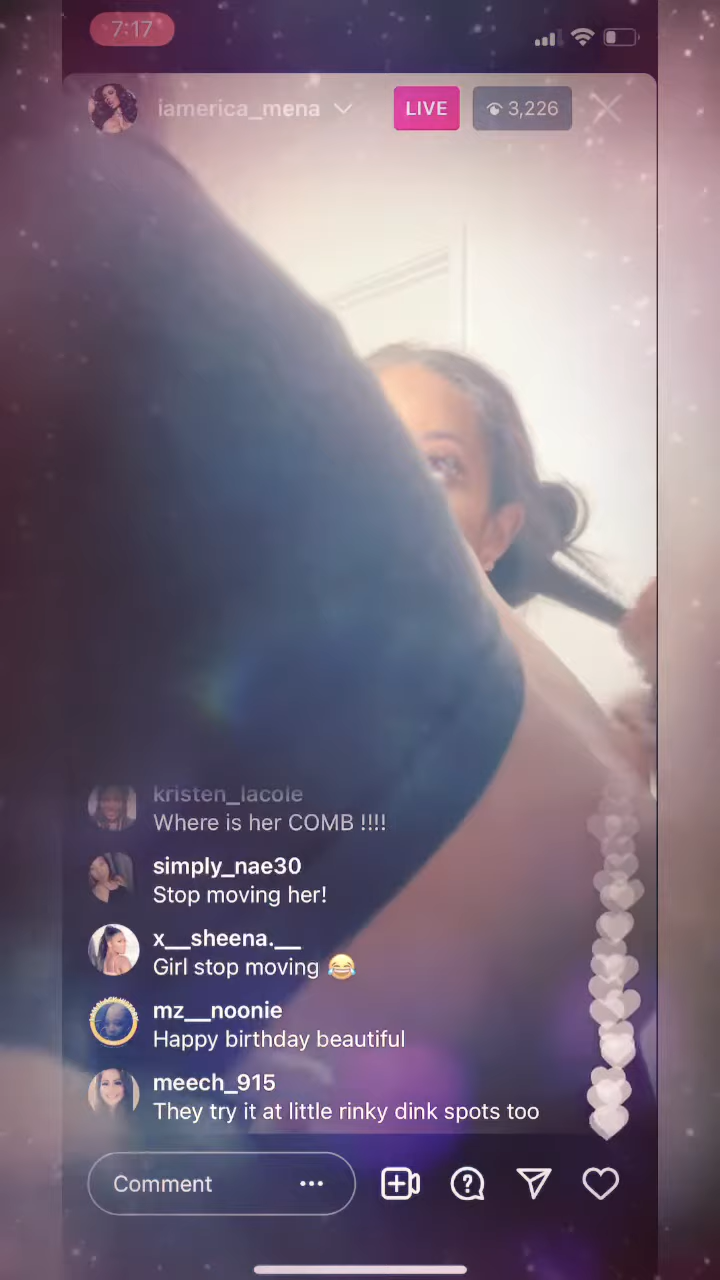 7:17
iamerica_mena
LIVE
3,226
kristen_lacole
Where is her COMB !!!!
simply_nae30
Stop moving her!
x__sheena.__
Girl stop moving 😂
mz__noonie
Happy birthday beautiful
meech_915
They try it at little rinky dink spots too
Comment